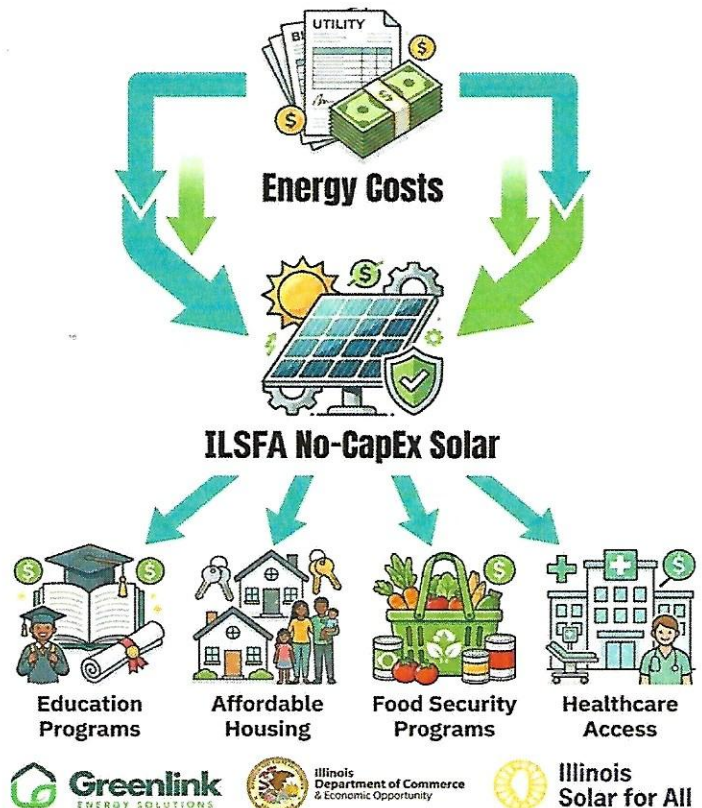 UTILITY
Energy Costs
ILSFA No-CapEx Solar
Education
Programs
Affordable
Housing
Food Security
Programs
Healthcare
Access
Greenlink
ENERGY SOLUTIONS
Illinois
Department of Commerce
& Economic Opportunity
Illinois
Solar for All